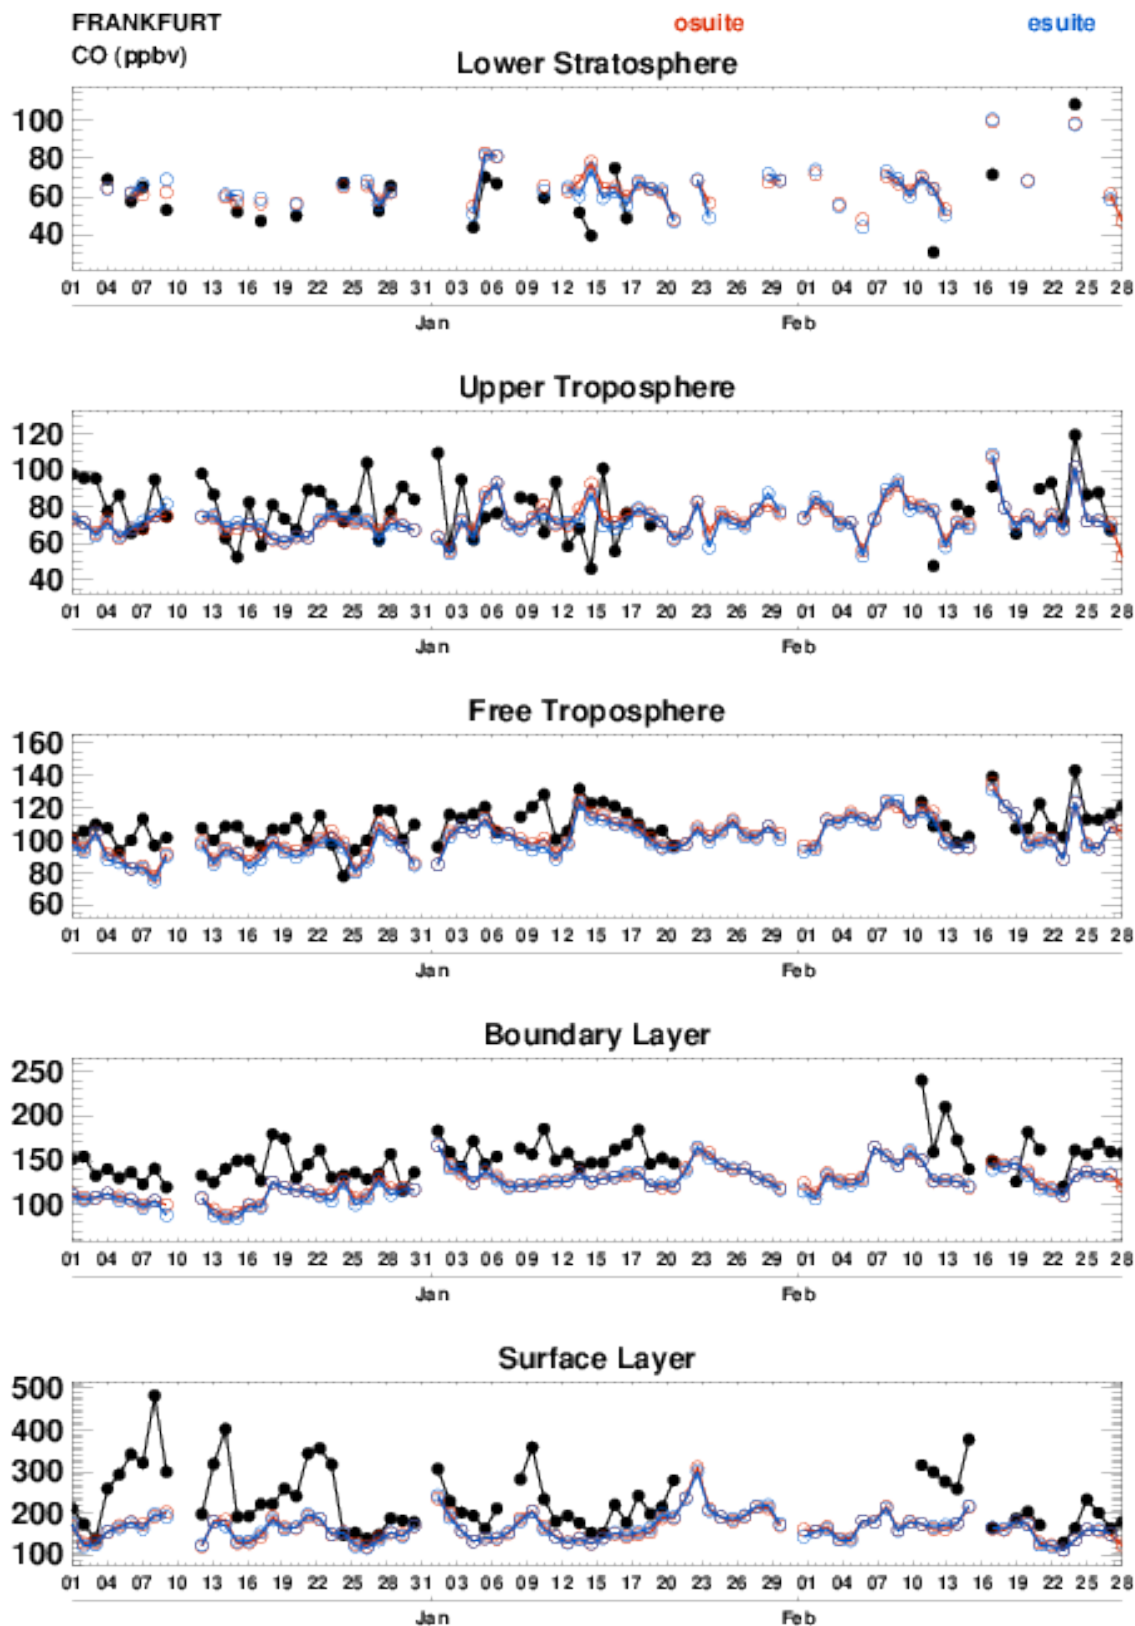 FRANKFURT osuite esuite
CO (ppbv)
Lower Stratosphere
100
80
60
40
01 04 07 10 13 16 19 22 25 28 31 03 06 09 12 15 17 20 23 26 29 01 04 07 10 13 16 19 22 26 28
Jan Feb
Upper Troposphere
120
100
80
60
40
01 04 07 10 13 16 19 22 25 28 31 03 06 09 12 15 17 20 23 26 29 01 04 07 10 13 16 19 22 25 28
Jan Feb
Free Troposphere
160
140
120
100
80
60
01 04 07 10 13 16 19 22 25 28 31 03 06 09 12 15 17 20 23 26 29 01 04 07 10 13 16 19 22 25 28
Jan Feb
Boundary Layer
250
200
150
100
01 04 07 10 13 16 19 22 25 28 31 03 06 09 12 15 17 20 23 26 29 01 04 07 10 13 16 19 22 25 28
Jan Feb
Surface Layer
500
400
300
200
100
01 04 07 10 13 16 19 22 25 28 31 03 06 09 12 15 17 20 23 26 29 01 04 07 10 13 16 19 22 25 28
Jan Feb